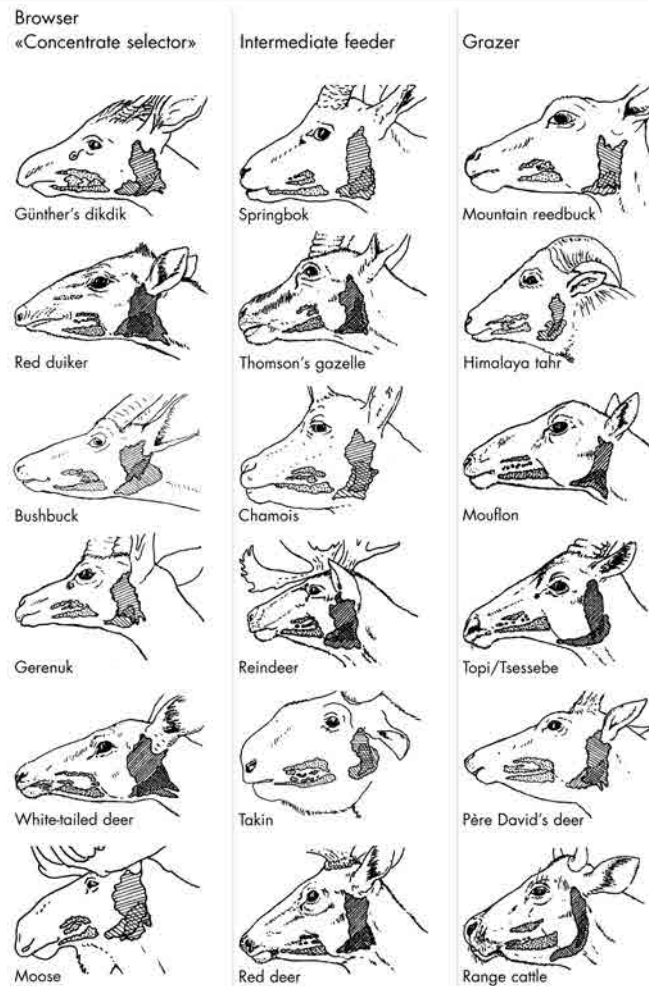 Browser
«Concentrate selector»
Intermediate feeder
Grazer
Günther's dikdik
Springbok
Mountain reedbuck
Red duiker
Thomson's gazelle
Himalaya tahr
Bushbuck
Chamois
Mouflon
Gerenuk
Reindeer
Topi/Tsessebe
White-tailed deer
Takin
Père David's deer
Moose
Red deer
Range cattle